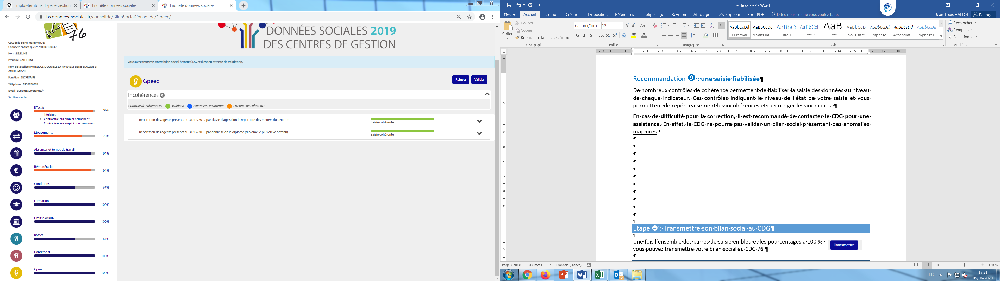 Emploi-territorial Espace Gestion
Enquête données sociales
Enquête données sociales
bs.donnees-sociales.fr/consolide/BilanSocialConsolide/Gpeec/
76
CDG de la Seine-Maritime (76)
Connecté en tant que 25760300100039
Nom : LEJEUNE
Prénom : CATHERINE
Nom de la collectivité : SIVOS D'OUVILLE LA RIVIERE ST DENIS D'ACLON ET
AMBRUMESNIL
Fonction : SECRETAIRE
Téléphone : 0235836769
Email : sivos76550@orange.fr
Se déconnecter
Effectifs
96%
Titulaires
Contractuel sur emploi permanent
Contractuel sur emploi non permanent
Mouvements
78%
Absences et temps de travail
94%
Rémunération
94%
Conditions
67%
Formation
100%
Droits Sociaux
100%
R
Rassct
67%
H
Handitorial
100%
G
Gpeec
100%
DONNÉES SOCIALES 2019
DES CENTRES DE GESTION
Vous avez transmis votre bilan social à votre CDG et il est en attente de validation.
G Gpeec
Refuser Valider
Incohérences 0
Contrôle de cohérence : Validé(s) Donnée(s) en attente Erreur(s) de cohérence
Répartition des agents présents au 31/12/2019 par classe d'âge selon le répertoire des métiers du CNFPT :
Saisie cohérente
Répartition des agents présents au 31/12/2019 par genre selon le diplôme (diplôme le plus élevé obtenu) :
Saisie cohérente
Fiche de saisie2 - Word
Fichier Accueil Insertion Création Disposition Références Publipostage Révision Affichage Développeur Foxit PDF Dites-nous ce que vous voulez faire.
Jean-Louis HALLOT Partager
Coller
Couper
Copier
Reproduire la mise en forme
Presse-papiers
Calibri (Corp 12
G I S abc x₂ x²
Police
Paragraphe
AaBbCcDd AaBbCcDd AaBbCc AaBbCcC AaB AaBbCcD AaBbCcDd AaBbCcDd AaBbCcDd
¶ Normal ¶ Sans int... Titre 1 Titre 2 Titre Sous-titre Emphase... Accentuat... Emphase i...
Style
Rechercher
Remplacer
Sélectionner
Modification
Recommandation ❾ : une saisie fiabilisée¶
De nombreux contrôles de cohérence permettent de fiabiliser la saisie des données au niveau
de chaque indicateur. Ces contrôles indiquent le niveau de l'état de votre saisie et vous
permettent de repérer aisément les incohérences et de corriger les anomalies. ¶
En cas de difficulté pour la correction, il est recommandé de contacter le CDG pour une
assistance. En effet, le CDG ne pourra pas valider un bilan social présentant des anomalies
majeures.¶
Etape ❹°: Transmettre son bilan social au CDG¶
Une fois l'ensemble des barres de saisie en bleu et les pourcentages à 100 %,
vous pouvez transmettre votre bilan social au CDG 76.¶
Transmettre
Page 7 sur 8 1817 mots Français (France)
120 %
FR
17:31
05/06/2020